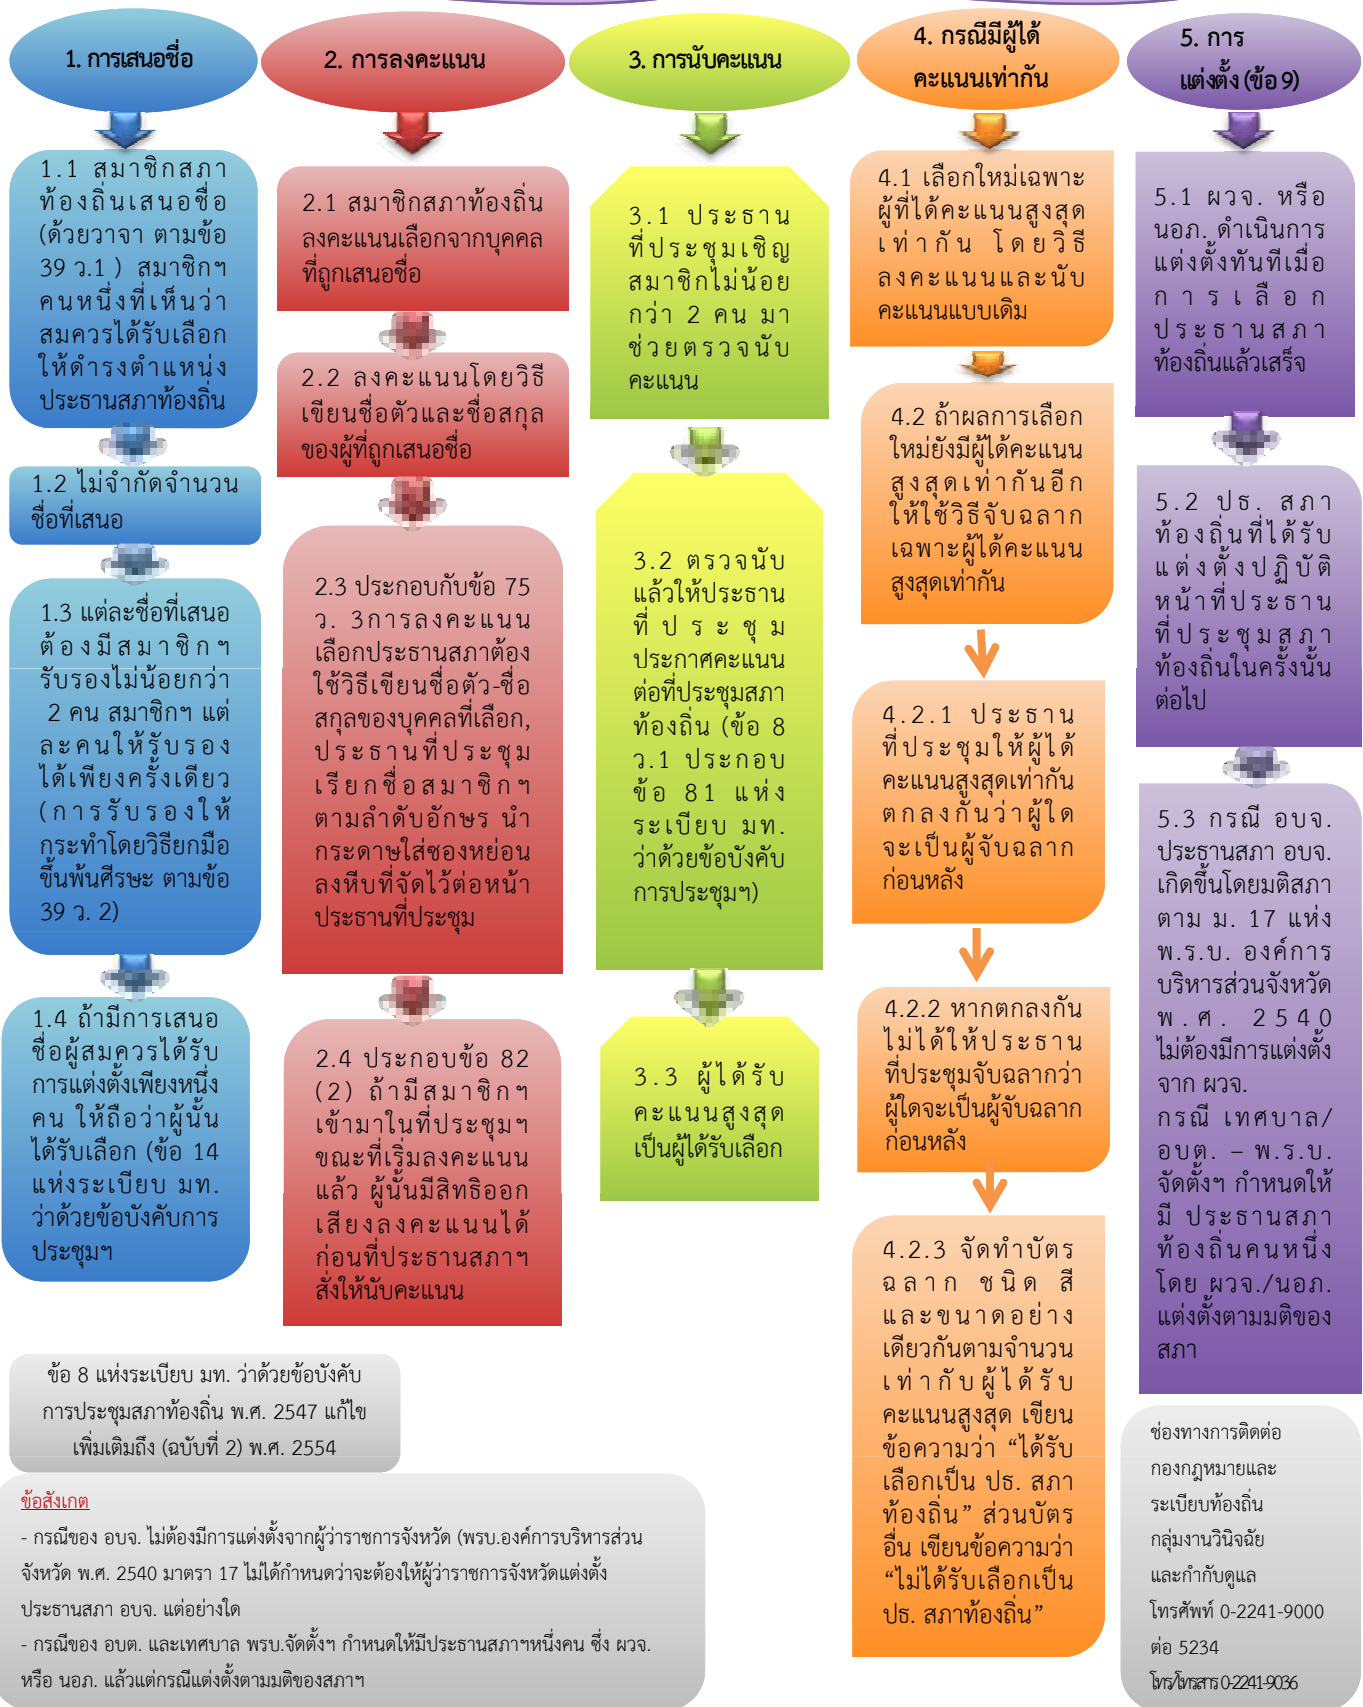 1. การเสนอชื่อ
1.1 สมาชิกสภา
ท้องถิ่นเสนอชื่อ
(ด้วยวาจา ตามข้อ
39 ว.1 ) สมาชิกฯ
คนหนึ่งที่เห็นว่า
สมควรได้รับเลือก
ให้ดำรงตำแหน่ง
ประธานสภาท้องถิ่น
1.2 ไม่จำกัดจำนวน
ชื่อที่เสนอ
1.3 แต่ละชื่อที่เสนอ
ต้องมีสมาชิกฯ
รับรองไม่น้อยกว่า
2 คน สมาชิกฯ แต่
ละคนให้รับรอง
ได้เพียงครั้งเดียว
(การรับรองให้
กระทำโดยวิธียกมือ
ขึ้นพ้นศีรษะ ตามข้อ
39 ว. 2)
1.4 ถ้ามีการเสนอ
ชื่อผู้สมควรได้รับ
การแต่งตั้งเพียงหนึ่ง
คน ให้ถือว่าผู้นั้น
ได้รับเลือก (ข้อ 14
แห่งระเบียบ มท.
ว่าด้วยข้อบังคับการ
ประชุมฯ
2. การลงคะแนน
2.1 สมาชิกสภาท้องถิ่น
ลงคะแนนเลือกจากบุคคล
ที่ถูกเสนอชื่อ
2.2 ลงคะแนนโดยวิธี
เขียนชื่อตัวและชื่อสกุล
ของผู้ที่ถูกเสนอชื่อ
2.3 ประกอบกับข้อ 75
ว. 3การลงคะแนน
เลือกประธานสภาต้อง
ใช้วิธีเขียนชื่อตัว-ชื่อ
สกุลของบุคคลที่เลือก,
ประธานที่ประชุม
เรียกชื่อสมาชิกฯ
ตามลำดับอักษร นำ
กระดาษใส่ซองหย่อน
ลงหีบที่จัดไว้ต่อหน้า
ประธานที่ประชุม
2.4 ประกอบข้อ 82
(2) ถ้ามีสมาชิกฯ
เข้ามาในที่ประชุมฯ
ขณะที่เริ่มลงคะแนน
แล้ว ผู้นั้นมีสิทธิออก
เสียงลงคะแนนได้
ก่อนที่ประธานสภาฯ
สั่งให้นับคะแนน
3. การนับคะแนน
3.1 ประธาน
ที่ประชุมเชิญ
สมาชิกไม่น้อย
กว่า 2 คน มา
ช่วยตรวจนับ
คะแนน
3.2 ตรวจนับ
แล้วให้ประธาน
ที่ประชุม
ประกาศคะแนน
ต่อที่ประชุมสภา
ท้องถิ่น (ข้อ 8
ว.1 ประกอบ
ข้อ 81 แห่ง
ระเบียบ มท.
ว่าด้วยข้อบังคับ
การประชุมฯ)
3.3 ผู้ได้รับ
คะแนนสูงสุด
เป็นผู้ได้รับเลือก
4. กรณีมีผู้ได้
คะแนนเท่ากัน
4.1 เลือกใหม่เฉพาะ
ผู้ที่ได้คะแนนสูงสุด
เท่ากัน โดยวิธี
ลงคะแนนและนับ
คะแนนแบบเดิม
4.2 ถ้าผลการเลือก
ใหม่ยังมีผู้ได้คะแนน
สูงสุดเท่ากันอีก
ให้ใช้วิธีจับฉลาก
เฉพาะผู้ได้คะแนน
สูงสุดเท่ากัน
4.2.1 ประธาน
ที่ประชุมให้ผู้ได้
คะแนนสูงสุดเท่ากัน
ตกลงกันว่าผู้ใด
จะเป็นผู้จับฉลาก
ก่อนหลัง
4.2.2 หากตกลงกัน
ไม่ได้ให้ประธาน
ที่ประชุมจับฉลากว่า
ผู้ใดจะเป็นผู้จับฉลาก
ก่อนหลัง
4.2.3 จัดทำบัตร
ฉลาก ชนิด สี
และขนาดอย่าง
เดียวกันตามจำนวน
เท่ากับผู้ได้รับ
คะแนนสูงสุด เขียน
ข้อความว่า “ได้รับ
เลือกเป็น ปธ. สภา
ท้องถิ่น” ส่วนบัตร
อื่น เขียนข้อความว่า
“ไม่ได้รับเลือกเป็น
ปธ. สภาท้องถิ่น”
5. การ
แต่งตั้ง (ข้อ 9)
5.1 ผวจ. หรือ
นอภ. ดำเนินการ
แต่งตั้งทันทีเมื่อ
การเลือก
ประธานสภา
ท้องถิ่นแล้วเสร็จ
5.2 ปธ. สภา
ท้องถิ่นที่ได้รับ
แต่งตั้งปฏิบัติ
หน้าที่ประธาน
ที่ประชุมสภา
ท้องถิ่นในครั้งนั้น
ต่อไป
5.3 กรณี อบจ.
ประธานสภา อบจ.
เกิดขึ้นโดยมติสภา
ตาม ม. 17 แห่ง
พ.ร.บ. องค์การ
บริหารส่วนจังหวัด
พ.ศ. 2540
ไม่ต้องมีการแต่งตั้ง
จาก ผวจ.
กรณี เทศบาล/
อบต. – พ.ร.บ.
จัดตั้งฯ กำหนดให้
มี ประธานสภา
ท้องถิ่นคนหนึ่ง
โดย ผวจ./นอภ.
แต่งตั้งตามมติของ
สภา
ข้อ 8 แห่งระเบียบ มท. ว่าด้วยข้อบังคับ
การประชุมสภาท้องถิ่น พ.ศ. 2547 แก้ไข
เพิ่มเติมถึง (ฉบับที่ 2) พ.ศ. 2554
ข้อสังเกต
- กรณีของ อบจ. ไม่ต้องมีการแต่งจากผู้ว่าราชการจังหวัด (พรบ.องค์การบริหารส่วน
จังหวัด พ.ศ. 2540 มาตรา 17 ไม่ได้กำหนดว่าจะต้องให้ผู้ว่าราชการจังหวัดแต่งตั้ง
ประธานสภา อบจ. แต่อย่างใด
- กรณีของ อบต. และเทศบาล พรบ.จัดตั้งฯ กำหนดให้มีประธานสภาฯหนึ่งคน ซึ่ง ผวจ.
หรือ นอภ. แล้วแต่กรณีแต่งตั้งตามมติของสภาฯ
ช่องทางการติดต่อ
กองกฎหมายและ
ระเบียบท้องถิ่น
กลุ่มงานวินิจฉัย
และกำกับดูแล
โทรศัพท์ 0-2241-9000
ต่อ 5234
โทร/โทรสาร 0-2241-9036